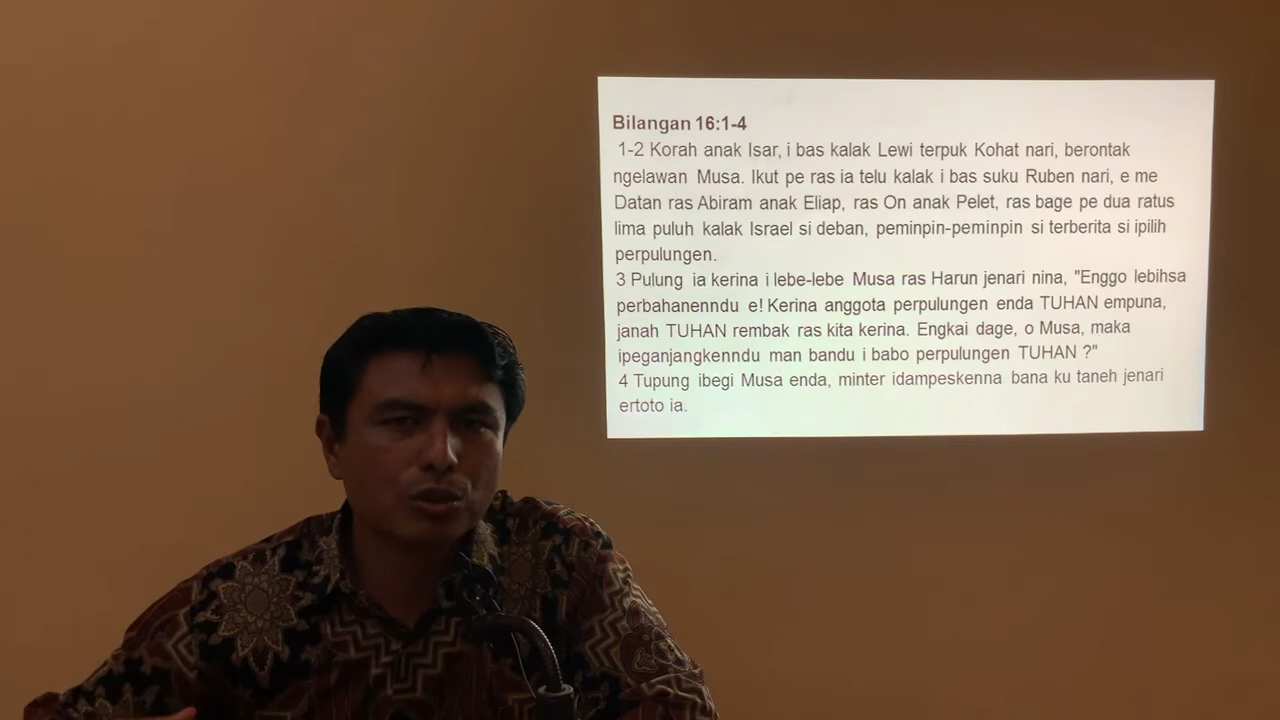 Bilangan 16:1-4
1-2 Korah anak Isar, i bas kalak Lewi terpuk Kohat nari, berontak
ngelawan Musa. Ikut pe ras ia telu kalak i bas suku Ruben nari, e me
Datan ras Abiram anak Eliap, ras On anak Pelet, ras bage pe dua ratus
lima puluh kalak Israel si deban, peminpin-peminpin si terberita si ipilih
perpulungen.
3 Pulung ia kerina i lebe-lebe Musa ras Harun jenari nina, "Enggo lebihsa
perbahanenndu e! Kerina anggota perpulungen enda TUHAN empuna,
janah TUHAN rembak ras kita kerina. Engkai dage, o Musa, maka
ipeganjangkenndu man bandu i babo perpulungen TUHAN ?"
4 Tupung ibegi Musa enda, minter idampeskenna bana ku taneh jenari
ertoto ia.